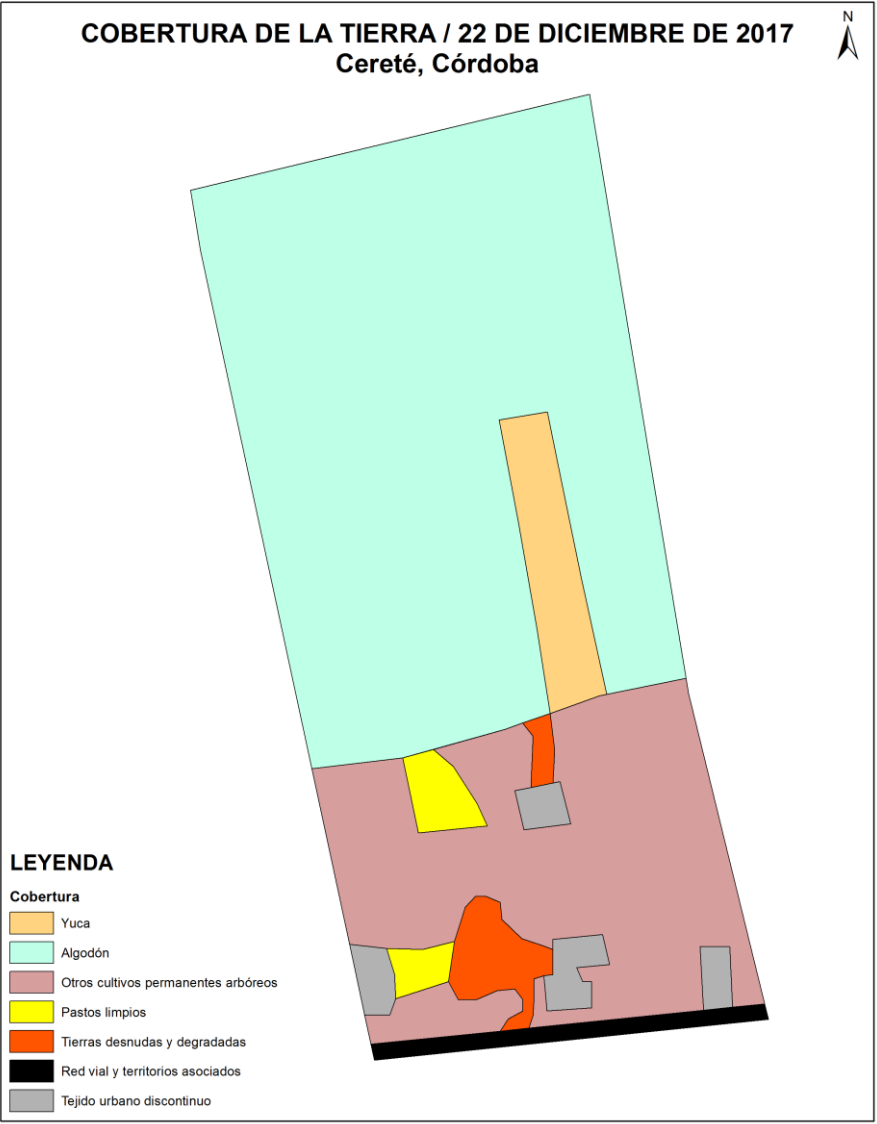 COBERTURA DE LA TIERRA / 22 DE DICIEMBRE DE 2017
Cereté, Córdoba
N
LEYENDA
Cobertura
Yuca
Algodón
Otros cultivos permanentes arbóreos
Pastos limpios
Tierras desnudas y degradadas
Red vial y territorios asociados
Tejido urbano discontinuo